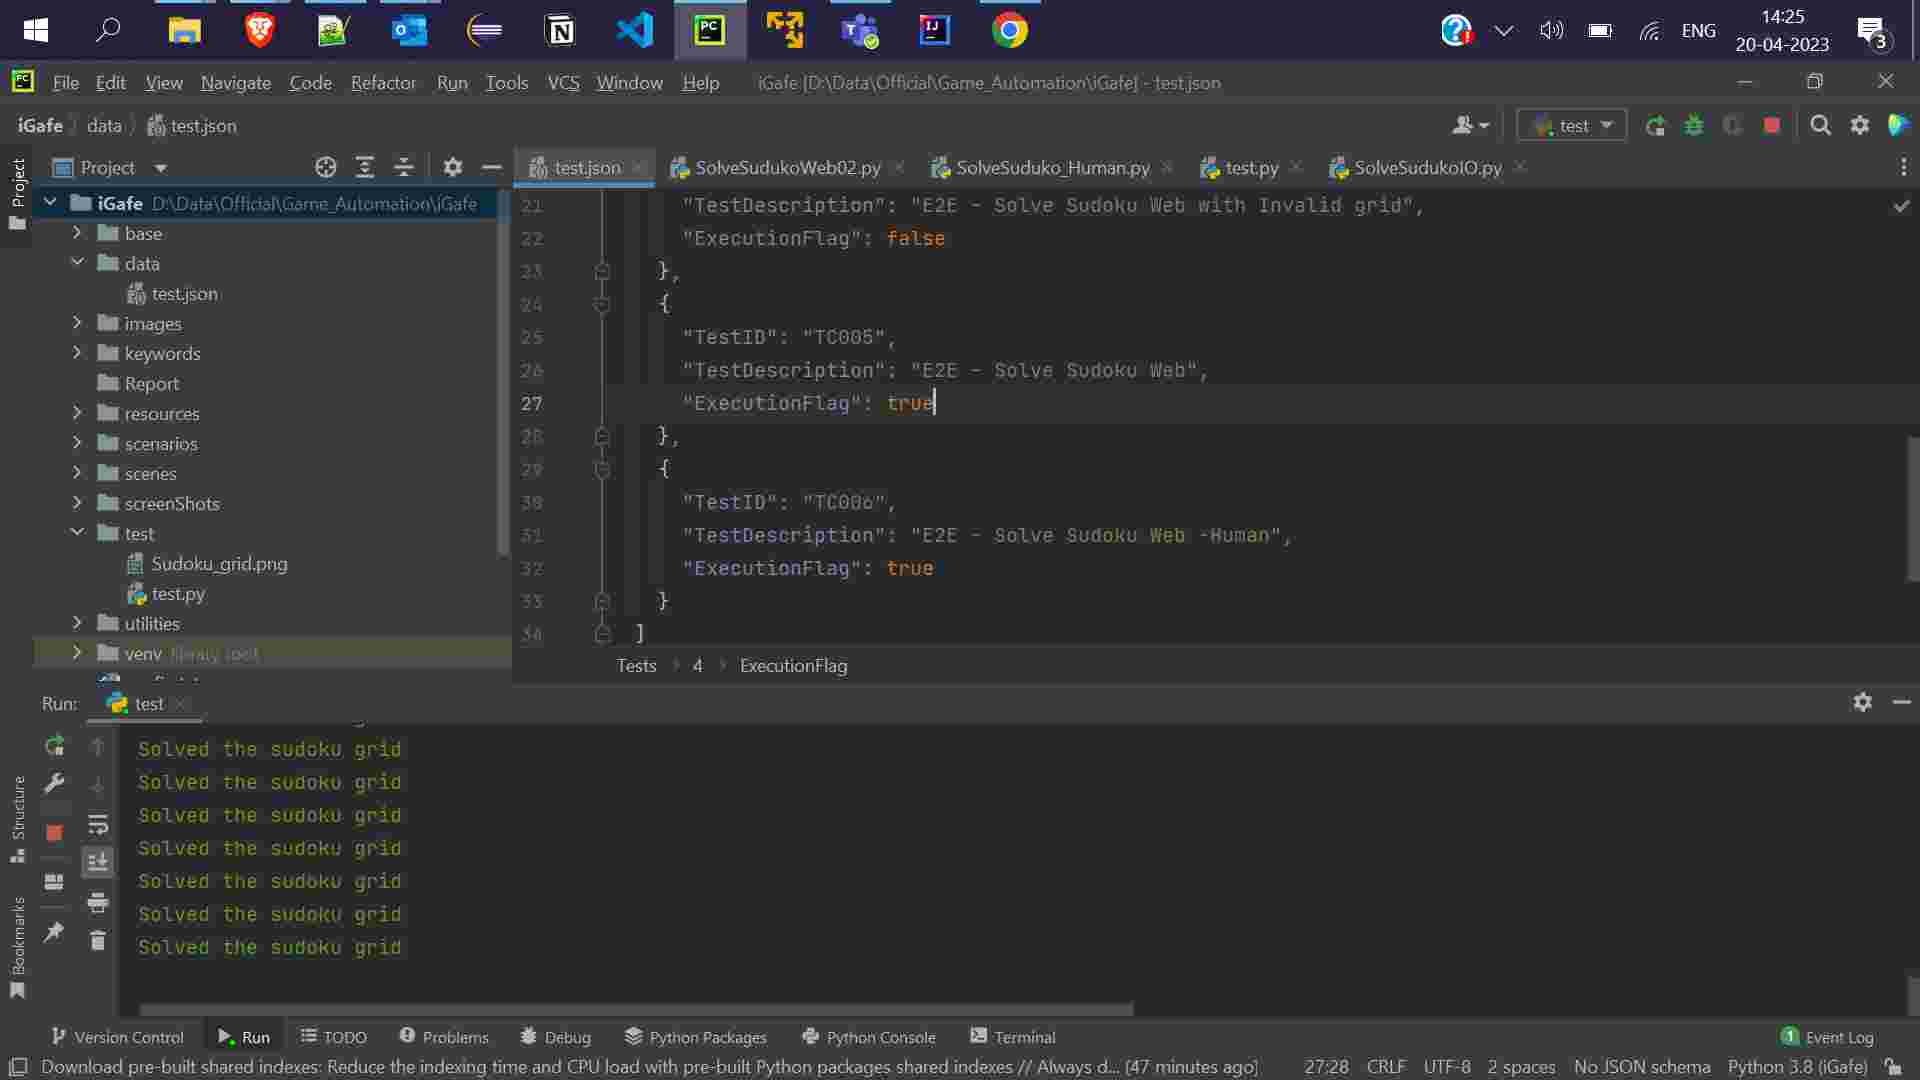 ENG
14:25
20-04-2023
3
PC
File Edit View Navigate Code Refactor Run Tools VCS Window Help iGafe [D:\Data\Official\Game_Automation\iGafe] - test.json
iGafe data test.json
test
Project
Project
test.json
SolveSudukoWeb02.py
SolveSuduko_Human.py
test.py
SolveSudukoIO.py
iGafe D:\Data\Official\Game_Automation\iGafe
base
data
test.json
images
keywords
Report
resources
scenarios
scenes
screenShots
test
Sudoku_grid.png
test.py
utilities
venv library root
21 "TestDescription": "E2E - Solve Sudoku Web with Invalid grid",
22 "ExecutionFlag": false
23 },
24 {
25 "TestID": "TC005",
26 "TestDescription": "E2E - Solve Sudoku Web",
27 "ExecutionFlag": true
28 },
29 {
30 "TestID": "TC006",
31 "TestDescription": "E2E - Solve Sudoku Web -Human",
32 "ExecutionFlag": true
33 }
34 ]
Tests 4 ExecutionFlag
Run: test
Solved the sudoku grid
Solved the sudoku grid
Solved the sudoku grid
Solved the sudoku grid
Solved the sudoku grid
Solved the sudoku grid
Solved the sudoku grid
Structure
Bookmarks
Version Control Run TODO Problems Debug Python Packages Python Console Terminal 1 Event Log
Download pre-built shared indexes: Reduce the indexing time and CPU load with pre-built Python packages shared indexes // Always d... (47 minutes ago) 27:28 CRLF UTF-8 2 spaces No JSON schema Python 3.8 (iGafe)